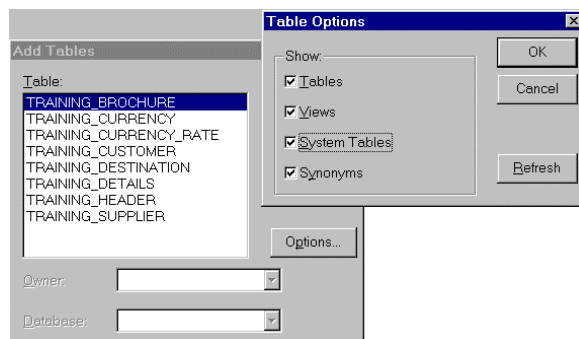 Table Options
Add Tables
Show:
OK
Table:
Tables
Cancel
TRAINING_BROCHURE
TRAINING_CURRENCY
Views
TRAINING_CURRENCY_RATE
TRAINING_CUSTOMER
System Tables
TRAINING_DESTINATION
TRAINING_DETAILS
Synonyms
Refresh
TRAINING_HEADER
TRAINING_SUPPLIER
Options...
Owner:
Database: